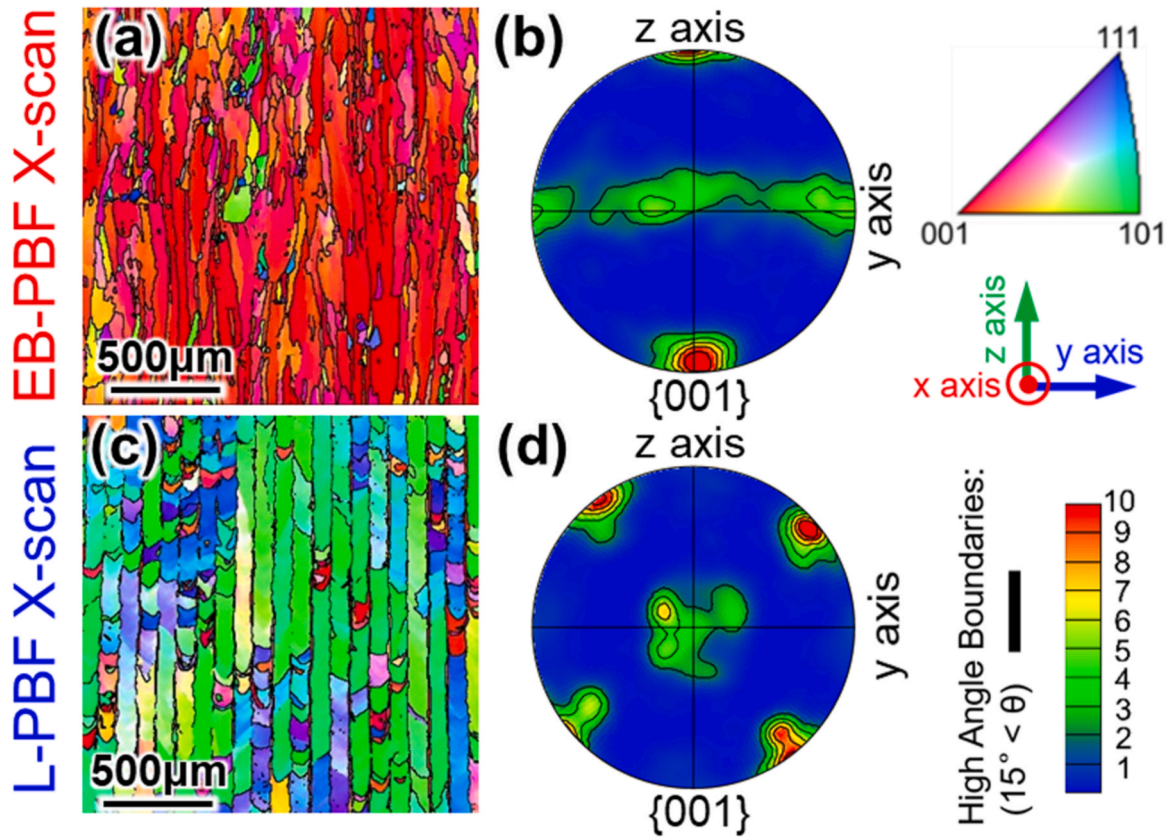 EB-PBF X-scan
(a)
500µm
(b)
z axis
y axis
{001}
111
001
101
z axis
y axis
x axis
L-PBF X-scan
(c)
500µm
(d)
z axis
y axis
{001}
High Angle Boundaries:
(15° < θ)
10
9
8
7
6
5
4
3
2
1